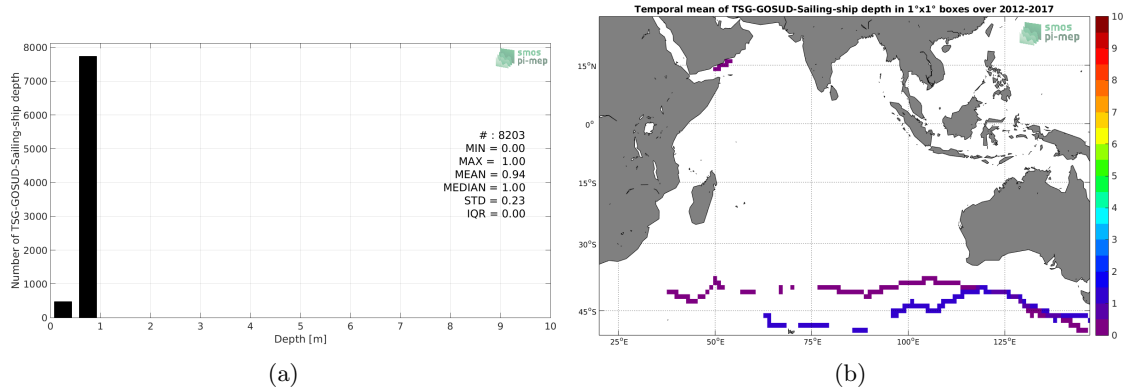 8000
7000
6000
5000
4000
3000
2000
1000
0
Number of TSG-GOSUD-Sailing-ship depth
smos
pi-mep
# : 8203
MIN = 0.00
MAX = 1.00
MEAN = 0.94
MEDIAN = 1.00
STD = 0.23
IQR = 0.00
0 1 2 3 4 5 6 7 8 9 10
Depth [m]
(a)
Temporal mean of TSG-GOSUD-Sailing-ship depth in 1°x1° boxes over 2012-2017
smos
pi-mep
15°N
0°
15°S
30°S
45°S
25°E 50°E 75°E 100°E 125°E
10
9
8
7
6
5
4
3
2
1
0
(b)